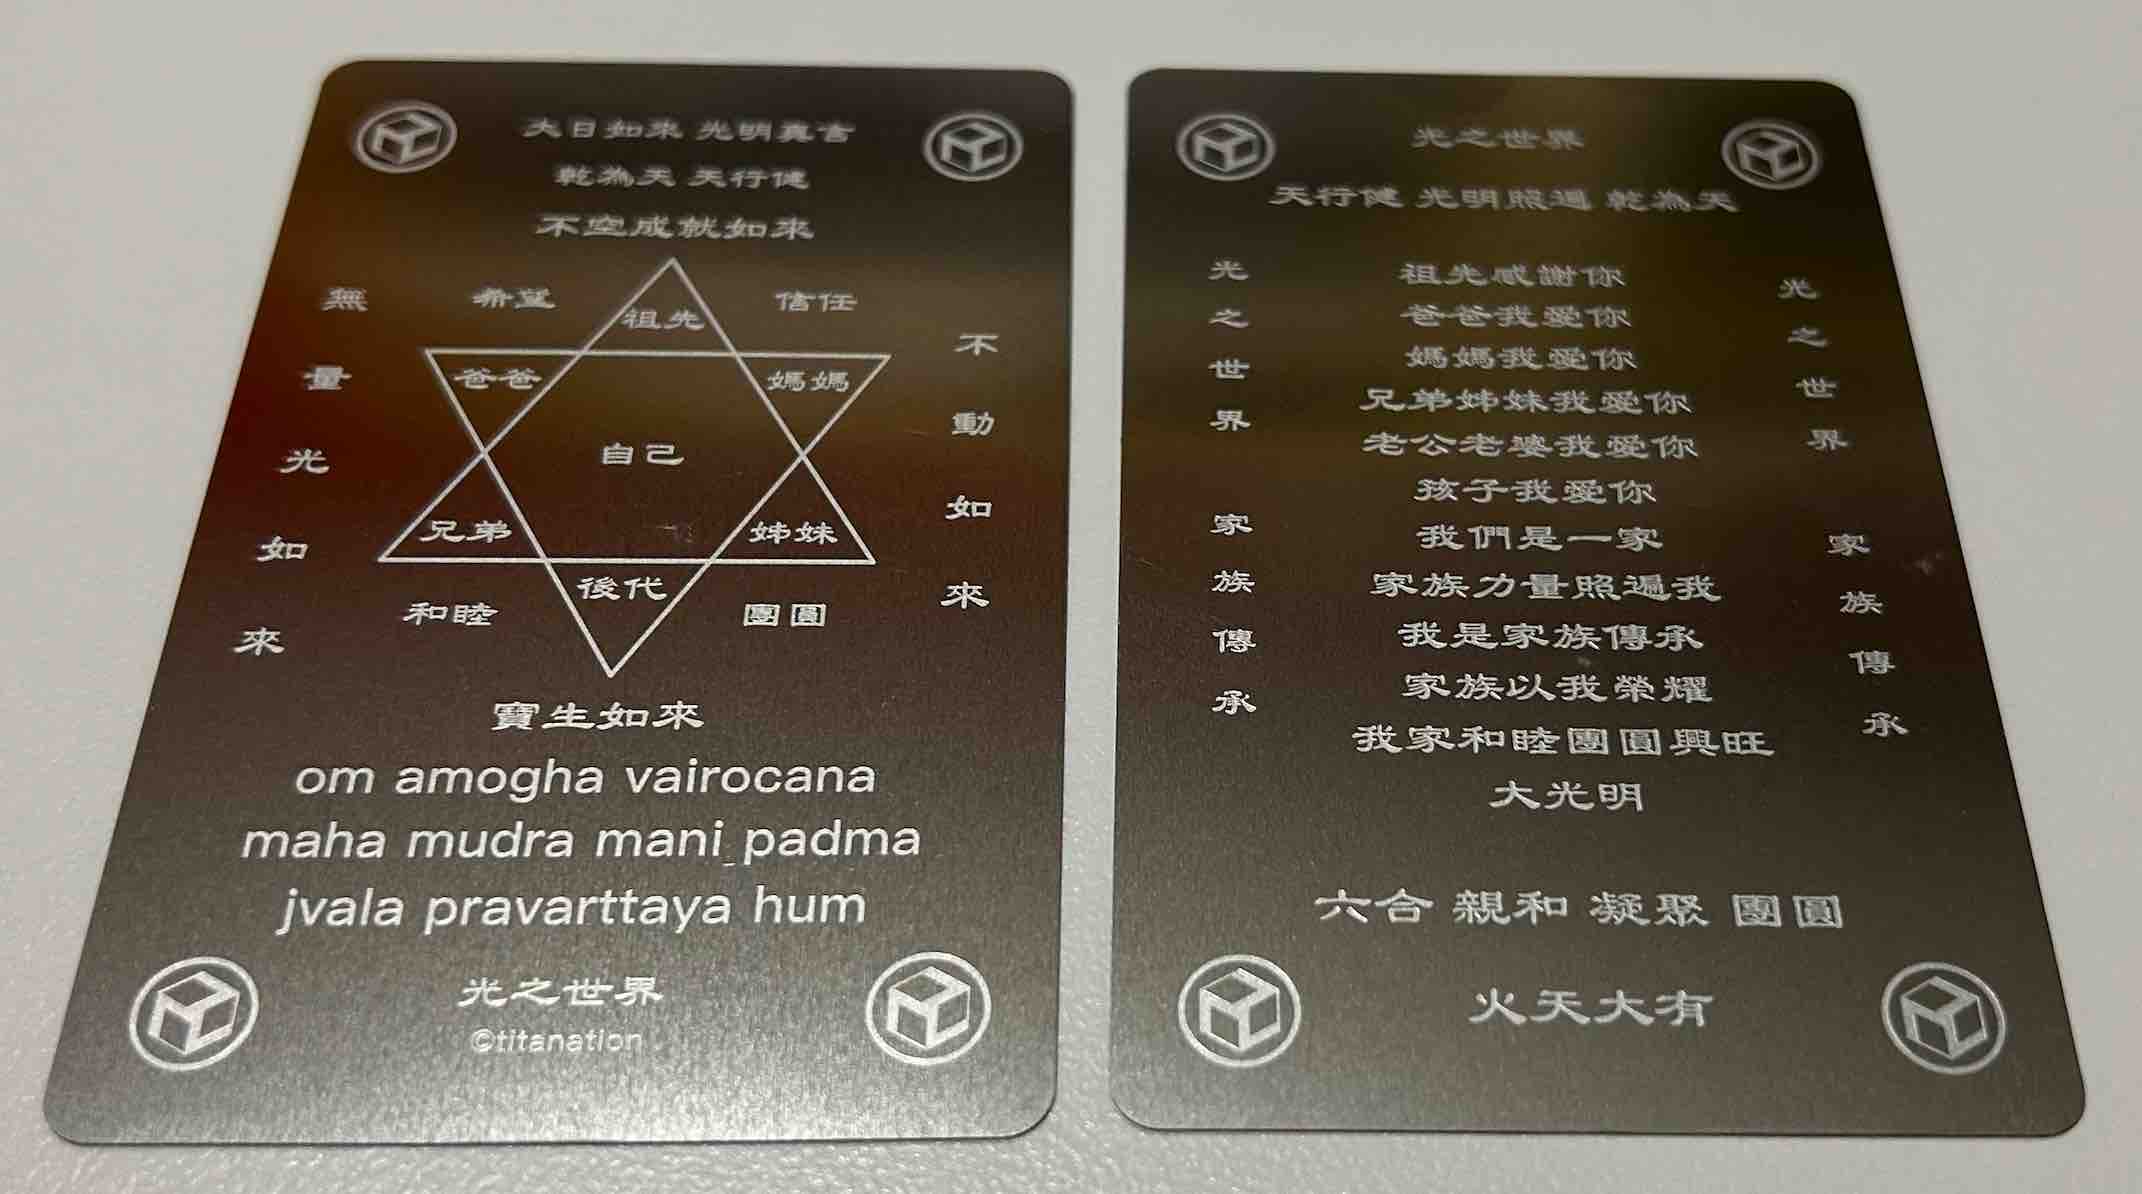 大日如來 光明真言
乾為天 天行健
不空成就如來
無量光如來
希望
信任
不動如來
祖先
爸爸
媽媽
自己
兄弟
姊妹
後代
和睦
團圓
寶生如來
om amogha vairocana
maha mudra mani padma
jvala pravarttaya hum
光之世界
©titanation
光之世界
天行健 光明照遍 乾為天
光之世界
光之世界
祖先感謝你
爸爸我愛你
媽媽我愛你
兄弟姊妹我愛你
老公老婆我愛你
孩子我愛你
我們是一家
家族力量照遍我
我是家族傳承
家族以我榮耀
我家和睦團圓興旺
大光明
家族傳承
家族傳承
六合 親和 凝聚 團圓
火天大有